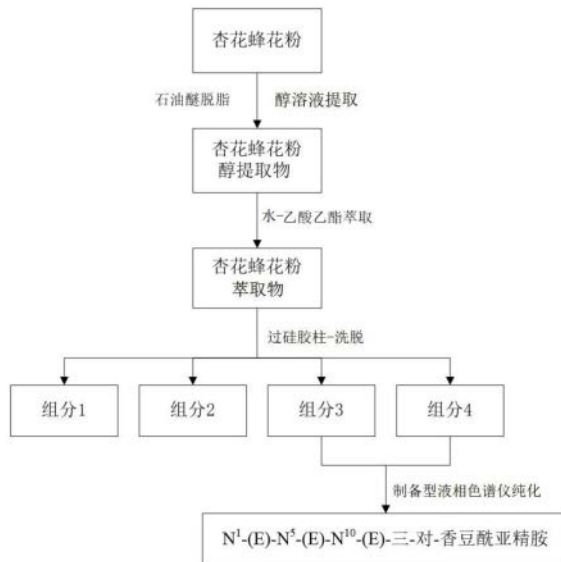 杏花蜂花粉
石油醚脱脂 醇溶液提取
杏花蜂花粉
醇提取物
水-乙酸乙酯萃取
杏花蜂花粉
萃取物
过硅胶柱-洗脱
组分1 组分2 组分3 组分4
制备型液相色谱仪纯化
N¹-(E)-N⁵-(E)-N¹⁰-(E)-三-对-香豆酰亚精胺